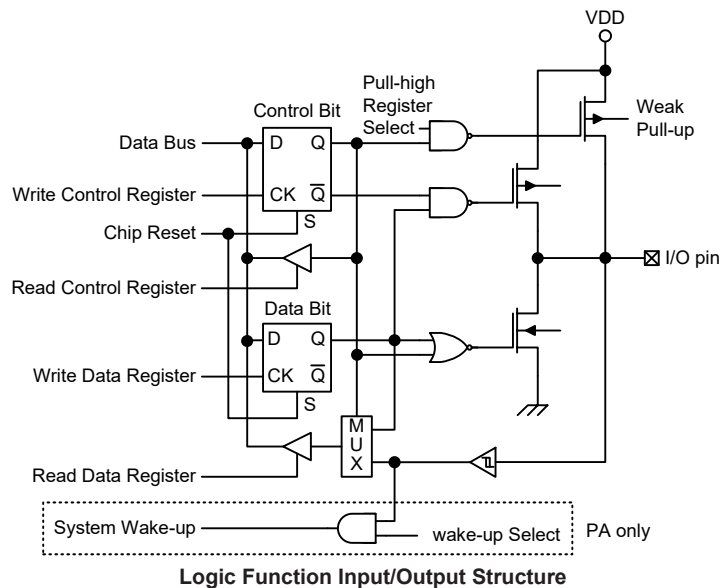 VDD
Pull-high
Register
Select
Weak
Pull-up
Control Bit
Data Bus
D Q
Write Control Register
CK Q
S
Chip Reset
I/O pin
Read Control Register
Data Bit
D Q
Write Data Register
CK Q
S
M
U
X
Read Data Register
System Wake-up
wake-up Select
PA only
Logic Function Input/Output Structure